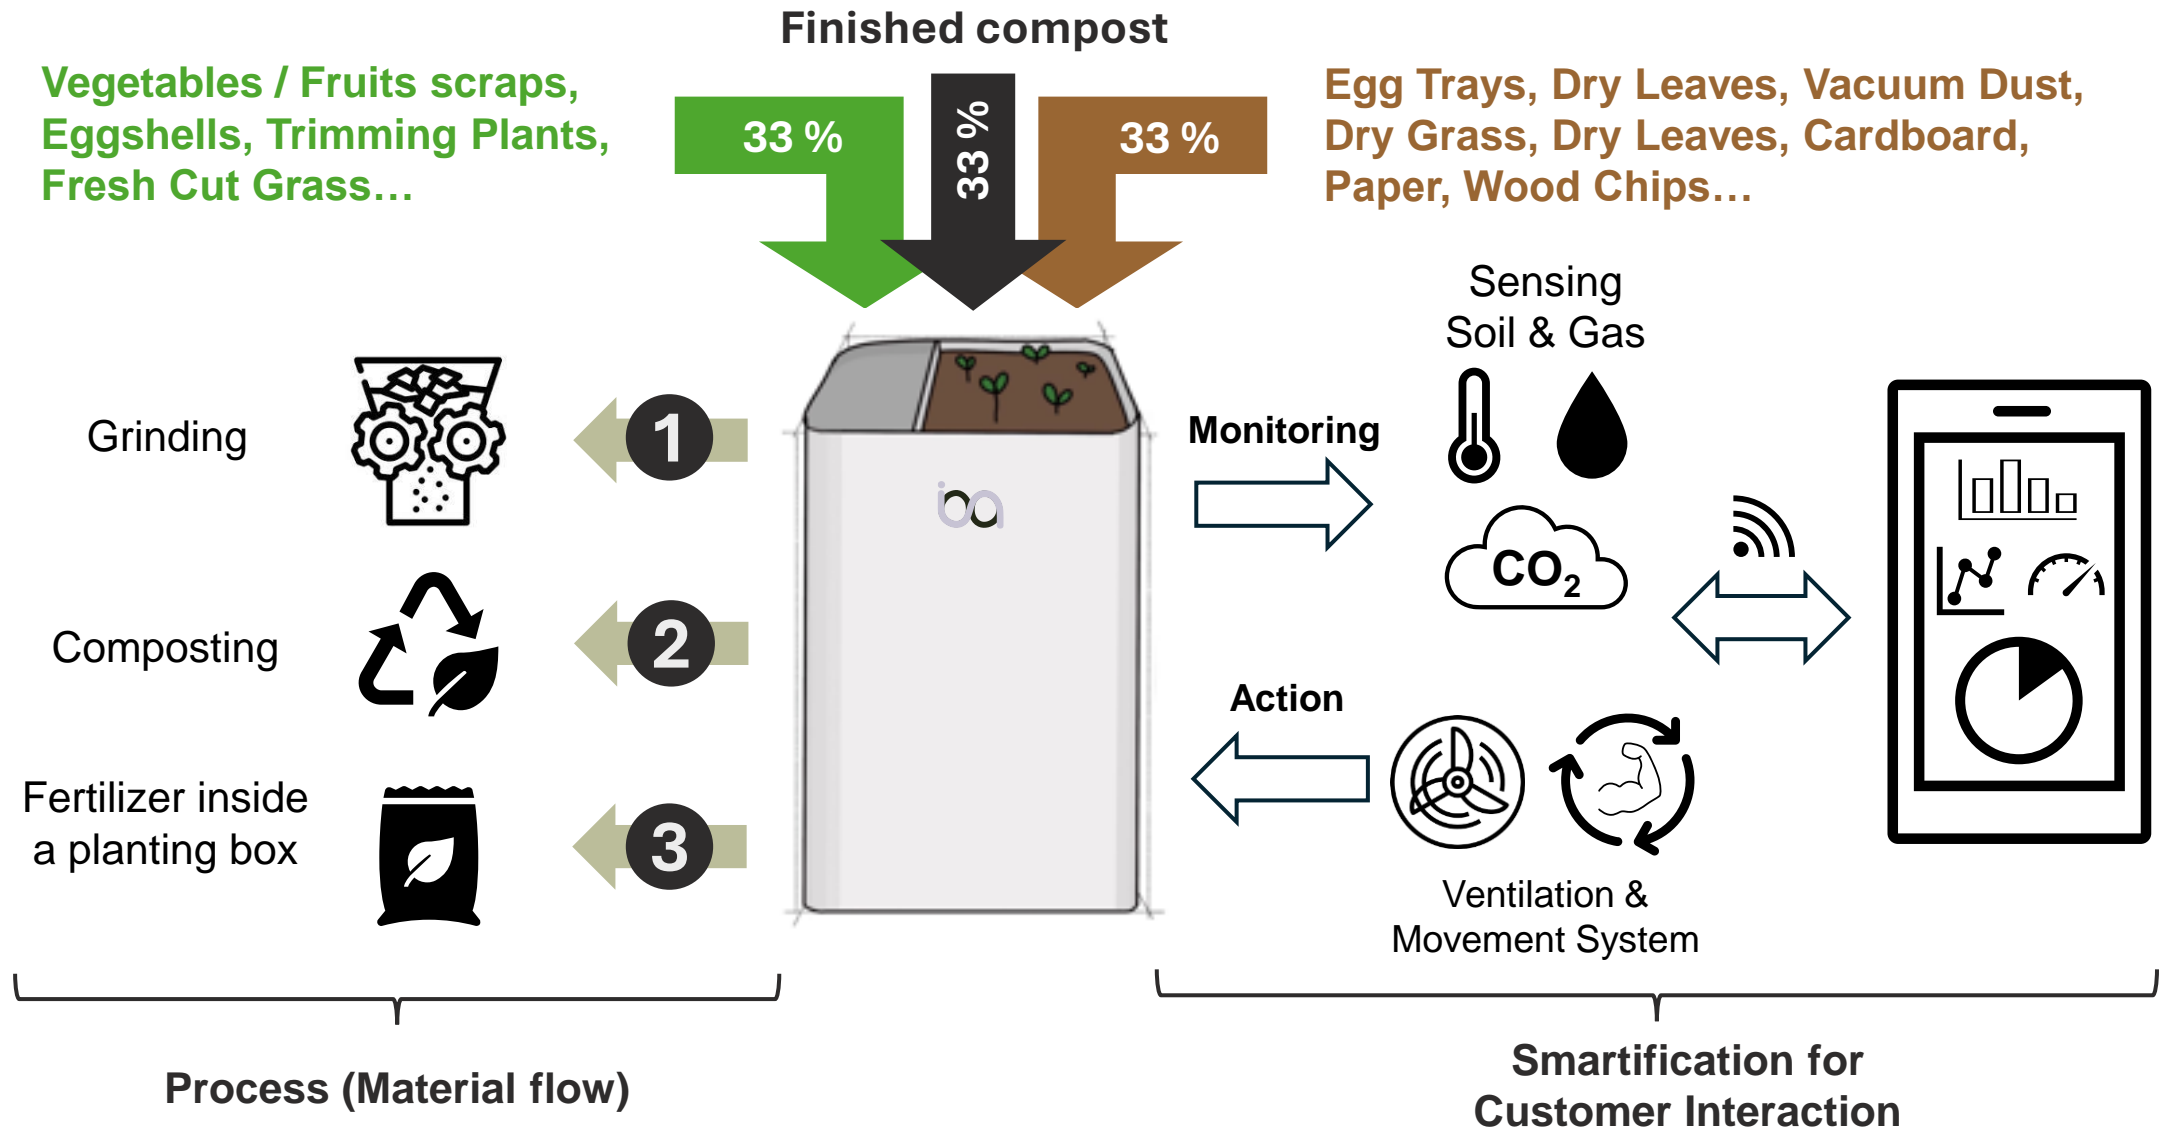 Finished compost
Vegetables / Fruits scraps,
Eggshells, Trimming Plants,
Fresh Cut Grass…
33 %
33 %
33 %
Egg Trays, Dry Leaves, Vacuum Dust,
Dry Grass, Dry Leaves, Cardboard,
Paper, Wood Chips…
Grinding
1
Composting
2
Fertilizer inside
a planting box
3
Process (Material flow)
Sensing
Soil & Gas
Monitoring
CO₂
Action
Ventilation &
Movement System
Smartification for
Customer Interaction